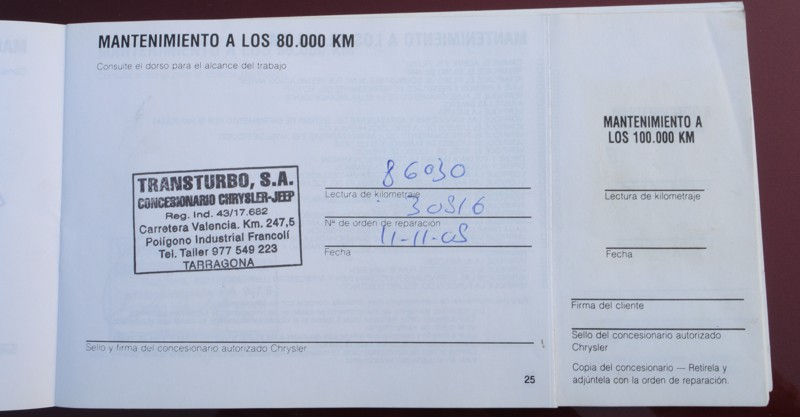 MANTENIMIENTO A LOS 80.000 KM
Consulte el dorso para el alcance del trabajo
TRANSTURBO, S.A.
CONCESIONARIO CHRYSLER-JEEP
Reg. Ind. 43/17.682
Carretera Valencia. Km. 247,5
Polígono Industrial Francolí
Tel. Taller 977 549 223
TARRAGONA
86030
Lectura de kilometraje
30816
Nº de orden de reparación
11-11-05
Fecha
Sello y firma del concesionario autorizado Chrysler
25
MANTENIMIENTO A
LOS 100.000 KM
Lectura de kilometraje
Fecha
Firma del cliente
Sello del concesionario autorizado
Chrysler
Copia del concesionario — Retírela y
adjúntela con la orden de reparación.